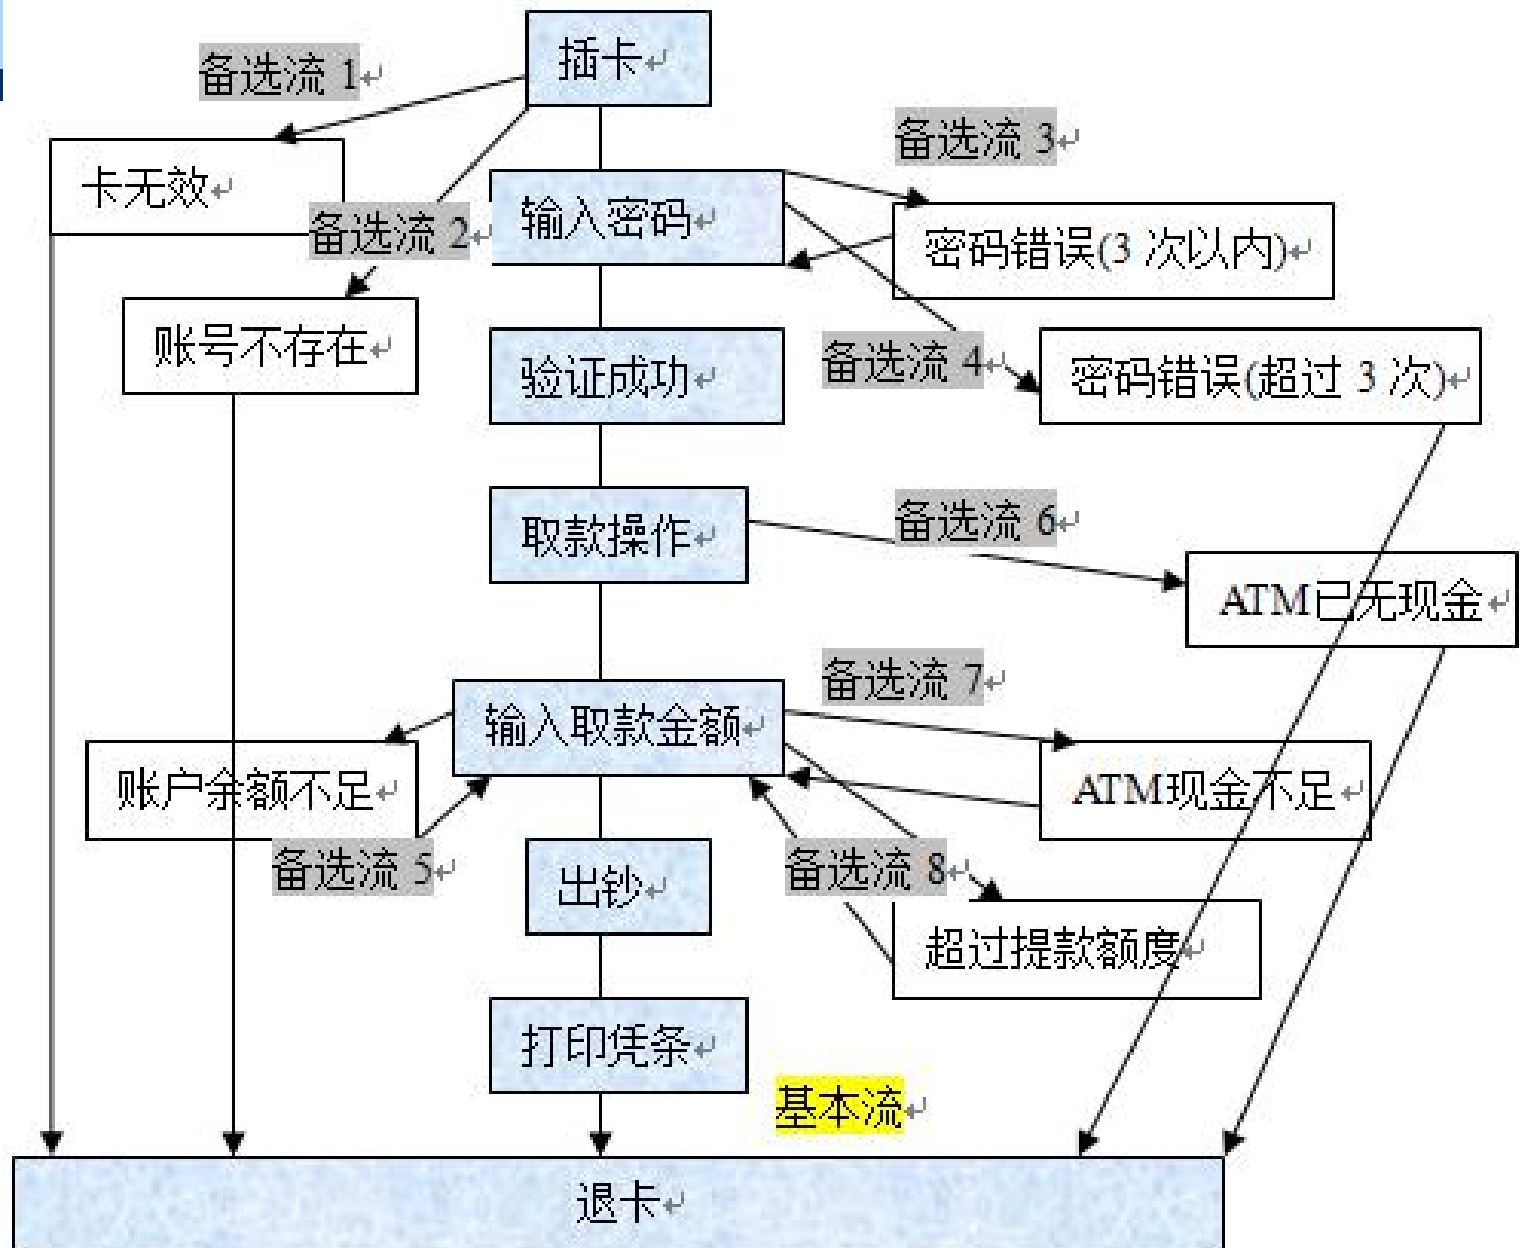 插卡
备选流 1
备选流 3
卡无效
备选流 2
输入密码
密码错误(3 次以内)
账号不存在
验证成功
备选流 4
密码错误(超过 3 次)
取款操作
备选流 6
ATM已无现金
备选流 7
输入取款金额
账户余额不足
ATM现金不足
备选流 5
出钞
备选流 8
超过提款额度
打印凭条
基本流
退卡